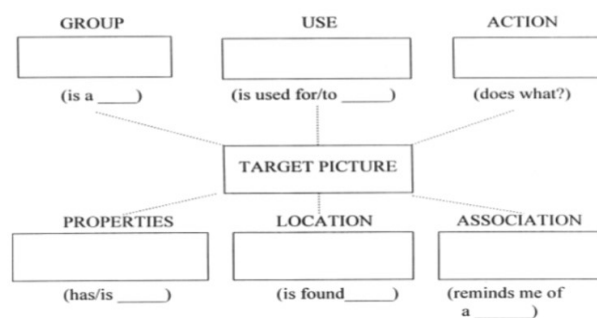 GROUP USE ACTION
(is a ____) (is used for/to _____) (does what?)
TARGET PICTURE
PROPERTIES LOCATION ASSOCIATION
(has/is _____) (is found_____) (reminds me of
a ______)